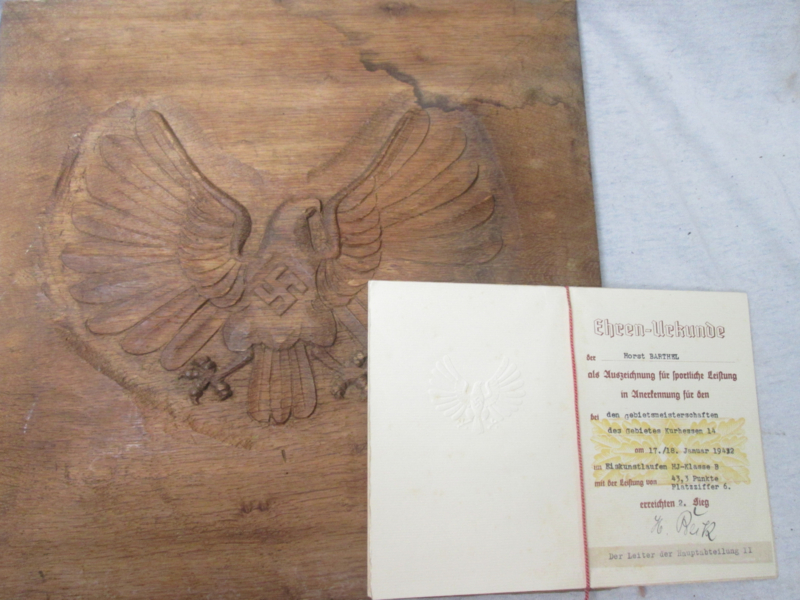 Ehren-Urkunde
der Horst BARTHEL
als Auszeichnung für sportliche Leistung
in Anerkennung für den
bei den Gebietsmeisterschaften
des Gebietes Kurhessen 14
am 17./18. Januar 1942
im Eiskunstlaufen HJ-Klasse B
mit der Leistung von 43,3 Punkte
Platzziffer 6.
erreichten 2. Sieg
Der Leiter der Hauptabteilung II